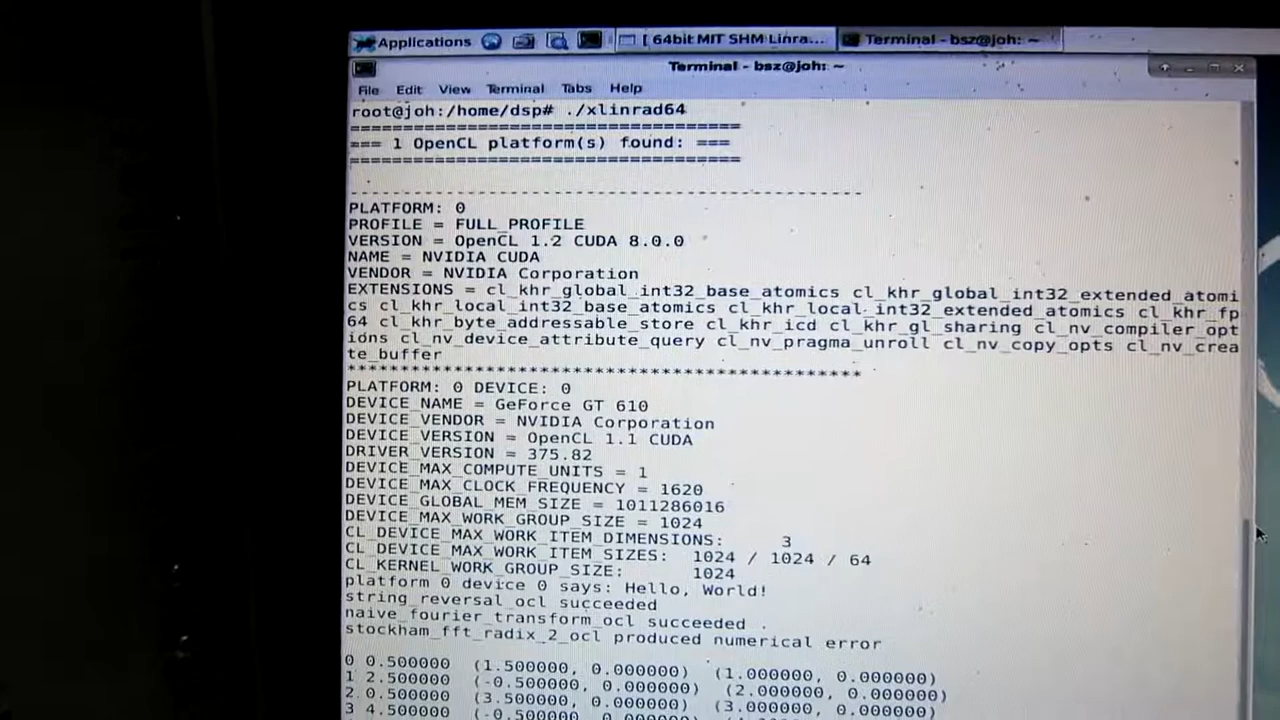 Applications [ 64bit MIT SHM Linra... Terminal - bsz@joh: ~
Terminal - bsz@joh: ~
File Edit View Terminal Tabs Help
root@joh:/home/dsp# ./xlinrad64
=====================================
=== 1 OpenCL platform(s) found: ===
=====================================
------------------------------------------------
PLATFORM: 0
PROFILE = FULL_PROFILE
VERSION = OpenCL 1.2 CUDA 8.0.0
NAME = NVIDIA CUDA
VENDOR = NVIDIA Corporation
EXTENSIONS = cl_khr_global_int32_base_atomics cl_khr_global_int32_extended_atomi
cs cl_khr_local_int32_base_atomics cl_khr_local_int32_extended_atomics cl_khr_fp
64 cl_khr_byte_addressable_store cl_khr_icd cl_khr_gl_sharing cl_nv_compiler_opt
ions cl_nv_device_attribute_query cl_nv_pragma_unroll cl_nv_copy_opts cl_nv_crea
te_buffer
************************************************
PLATFORM: 0 DEVICE: 0
DEVICE_NAME = GeForce GT 610
DEVICE_VENDOR = NVIDIA Corporation
DEVICE_VERSION = OpenCL 1.1 CUDA
DRIVER_VERSION = 375.82
DEVICE_MAX_COMPUTE_UNITS = 1
DEVICE_MAX_CLOCK_FREQUENCY = 1620
DEVICE_GLOBAL_MEM_SIZE = 1011286016
DEVICE_MAX_WORK_GROUP_SIZE = 1024
CL_DEVICE_MAX_WORK_ITEM_DIMENSIONS: 3
CL_DEVICE_MAX_WORK_ITEM_SIZES: 1024 / 1024 / 64
CL_KERNEL_WORK_GROUP_SIZE: 1024
platform 0 device 0 says: Hello, World!
string_reversal_ocl succeeded
naive_fourier_transform_ocl succeeded .
stockham_fft_radix_2_ocl produced numerical error
0 0.500000 (1.500000, 0.000000) (1.000000, 0.000000)
1 2.500000 (-0.500000, 0.000000) (2.000000, 0.000000)
2 0.500000 (3.500000, 0.000000) (3.000000, 0.000000)
3 4.500000 (-0.500000, 0.000000)